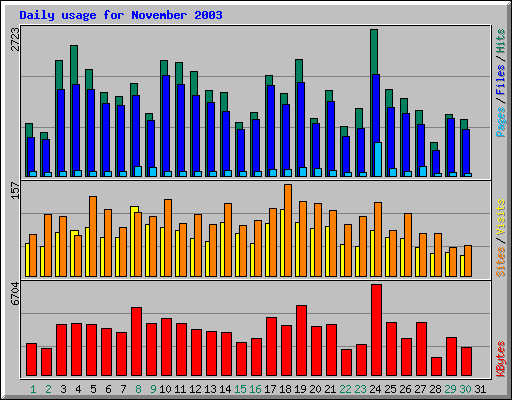 Daily usage for November 2003
2723
Pages / Files / Hits
157
Sites / Visits
6704
KBytes
1 2 3 4 5 6 7 8 9 10 11 12 13 14 15 16 17 18 19 20 21 22 23 24 25 26 27 28 29 30 31